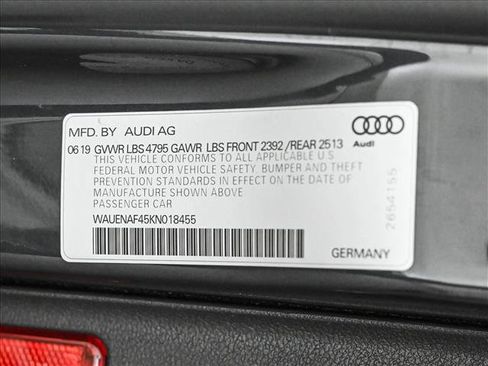 MFD. BY AUDI AG
Audi
06 19 GVWR LBS 4795 GAWR LBS FRONT 2392 /REAR 2513
THIS VEHICLE CONFORMS TO ALL APPLICABLE U.S
FEDERAL MOTOR VEHICLE SAFETY, BUMPER AND THEFT
PREVENTION STANDARDS IN EFFECT ON THE DATE
OF MANUFACTURE SHOWN ABOVE
PASSENGER CAR
WAUENAF45KN018455
GERMANY
2654155